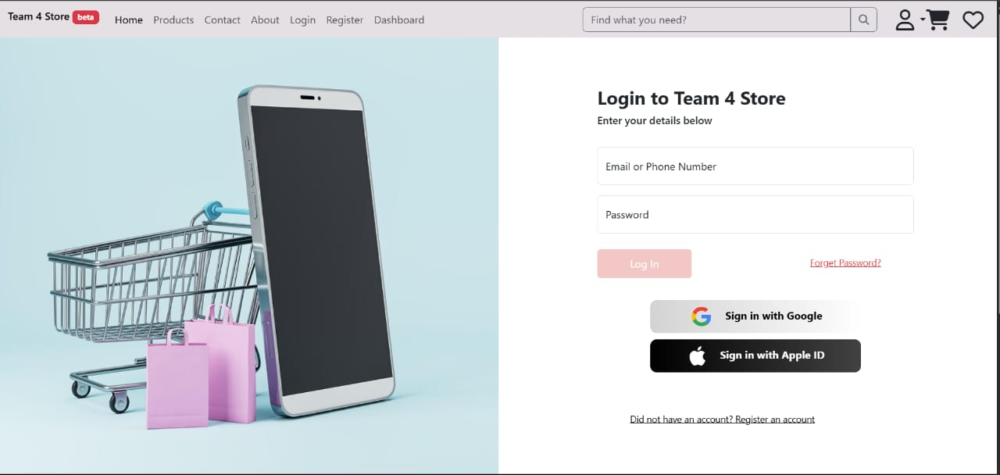 Team 4 Store beta Home Products Contact About Login Register Dashboard Find what you need?
Login to Team 4 Store
Enter your details below
Email or Phone Number
Password
Log In Forget Password?
Sign in with Google
Sign in with Apple ID
Did not have an account? Register an account